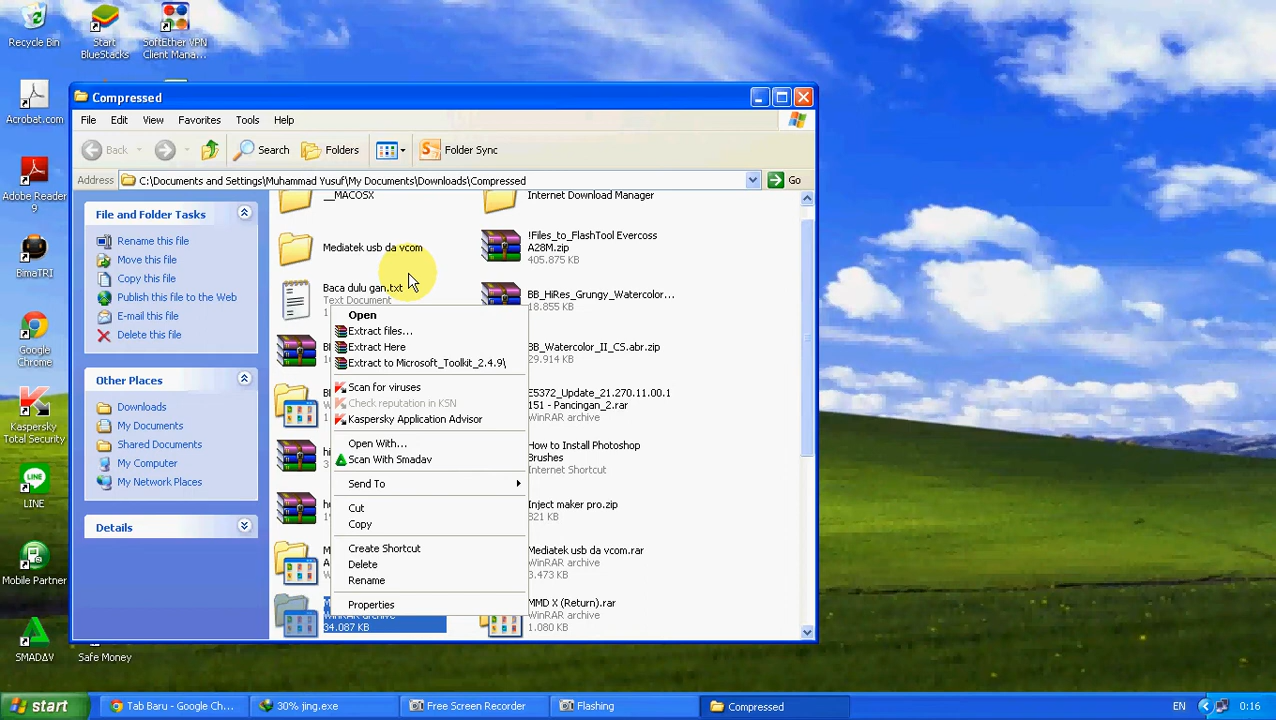 Recycle Bin
Start
BlueStacks
SoftEther VPN
Client Mana...
Acrobat.com
Adobe Reader
9
BimaTRI
Google
Chrome
Kaspersky
Total Security
LINE
Mobile Partner
SMADΔV
Safe Money
Compressed
File Edit View Favorites Tools Help
Back Search Folders Folder Sync
Address C:\Documents and Settings\Muhammad Yusuf\My Documents\Downloads\Compressed Go
File and Folder Tasks
Rename this file
Move this file
Copy this file
Publish this file to the Web
E-mail this file
Print this file
Delete this file
Other Places
Downloads
My Documents
Shared Documents
My Computer
My Network Places
Details
__MACOSX
Internet Download Manager
Mediatek usb da vcom
!Files_to_FlashTool Evercoss
A28M.zip
405.875 KB
Baca dulu gan.txt
Text Document
BB_HiRes_Grungy_Watercolor...
18.855 KB
BB_Watercolor_II_CS.abr.zip
29.914 KB
E5372_Update_21.270.11.00.1
151 - Pancingan_2.rar
WinRAR archive
How to Install Photoshop
Brushes
Internet Shortcut
Inject maker pro.zip
821 KB
Mediatek usb da vcom.rar
WinRAR archive
3.473 KB
WinRAR archive
34.087 KB
MMD X (Return).rar
WinRAR archive
1.080 KB
Open
Extract files...
Extract Here
Extract to Microsoft_Toolkit_2.4.9\
Scan for viruses
Check reputation in KSN
Kaspersky Application Advisor
Open With...
Scan With Smadav
Send To
Cut
Copy
Create Shortcut
Delete
Rename
Properties
start
Tab Baru - Google Ch...
30% jing.exe
Free Screen Recorder
Flashing
Compressed
EN
0:16